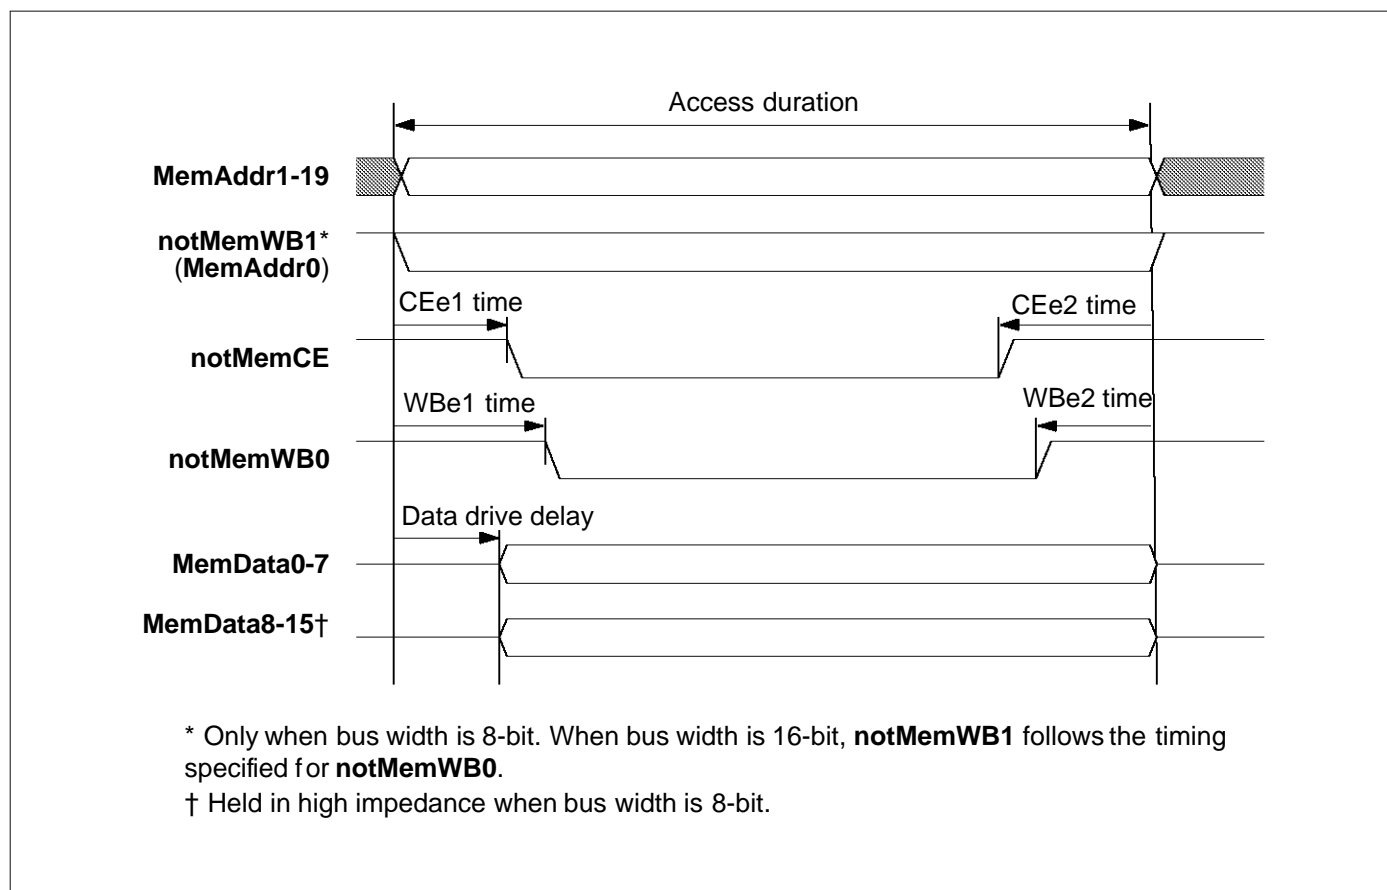 Access duration
MemAddr1-19
notMemWB1*
(MemAddr0)
CEe1 time
CEe2 time
notMemCE
WBe1 time
WBe2 time
notMemWB0
Data drive delay
MemData0-7
MemData8-15†
* Only when bus width is 8-bit. When bus width is 16-bit, notMemWB1 follows the timing
specified for notMemWB0.
† Held in high impedance when bus width is 8-bit.